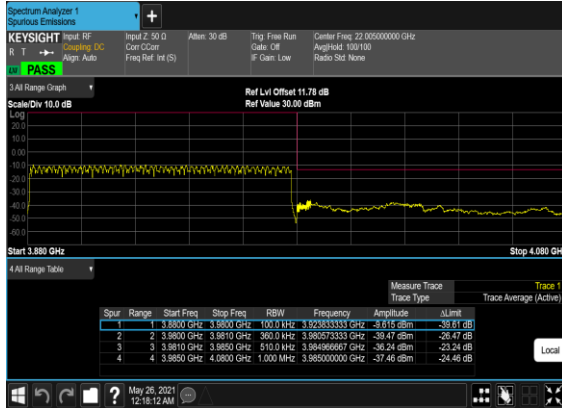 Spectrum Analyzer 1
Spurious Emissions
+
KEYSIGHT Input: RF Input Z: 50 Ω Atten: 30 dB Trig: Free Run Center Freq: 22.005000000 GHz
R T Coupling: DC Corr CCorr Gate: Off Avg|Hold: 100/100
Align: Auto Freq Ref: Int (S) IF Gain: Low Radio Std: None
PASS
3 All Range Graph
Ref Lvl Offset 11.78 dB
Scale/Div 10.0 dB Ref Value 30.00 dBm
Log
20.0
10.0
0.00
-10.0
-20.0
-30.0
-40.0
-50.0
-60.0
Start 3.880 GHz Stop 4.080 GH
4 All Range Table
Measure Trace Trace 1
Trace Type Trace Average (Active)
Spur Range Start Freq Stop Freq RBW Frequency Amplitude ΔLimit
1 1 3.8800 GHz 3.9800 GHz 100.0 kHz 3.923833333 GHz -9.615 dBm -39.61 dB
2 2 3.9800 GHz 3.9810 GHz 360.0 kHz 3.980573333 GHz -39.47 dBm -26.47 dB
3 3 3.9810 GHz 3.9850 GHz 510.0 kHz 3.984966667 GHz -36.24 dBm -23.24 dB
4 4 3.9850 GHz 4.0800 GHz 1.000 MHz 3.985000000 GHz -37.46 dBm -24.46 dB
Local
? May 26, 2021
12:18:12 AM